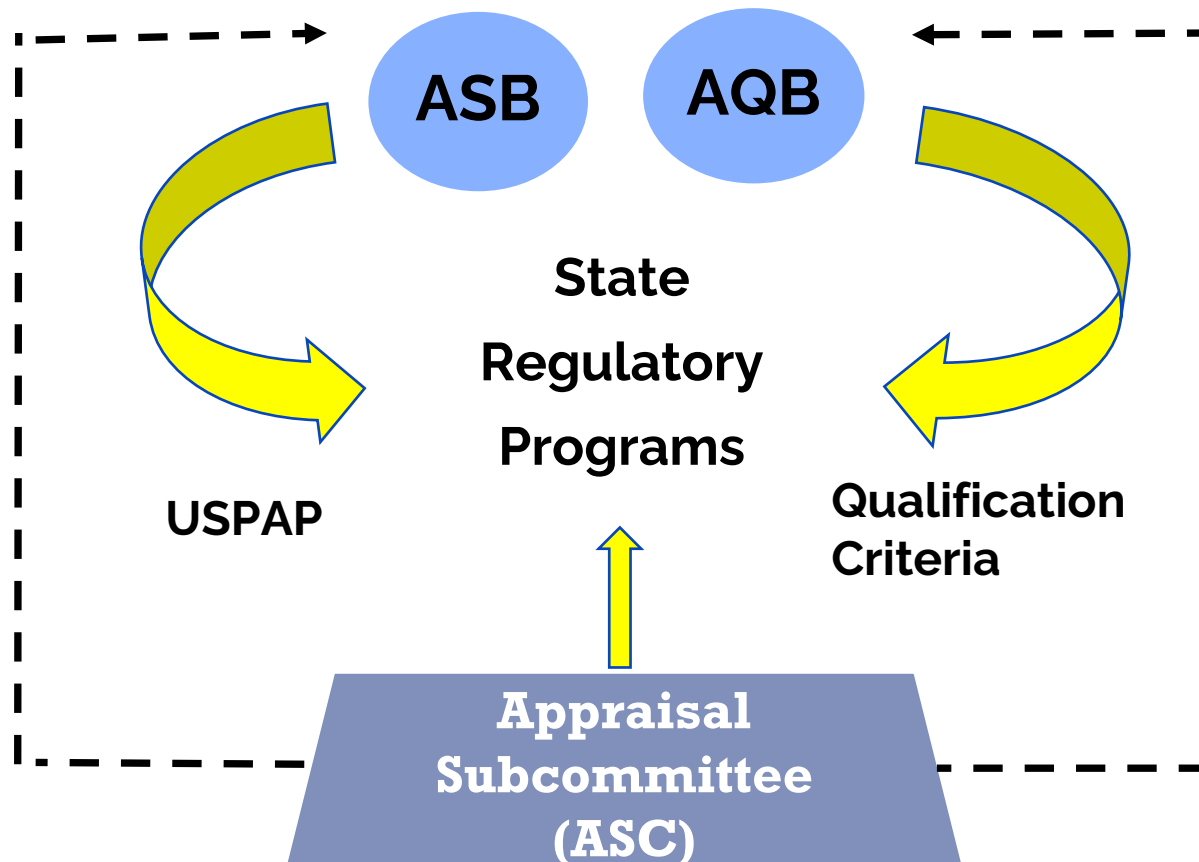 ASB
AQB
State
Regulatory
Programs
USPAP
Qualification
Criteria
Appraisal
Subcommittee
(ASC)